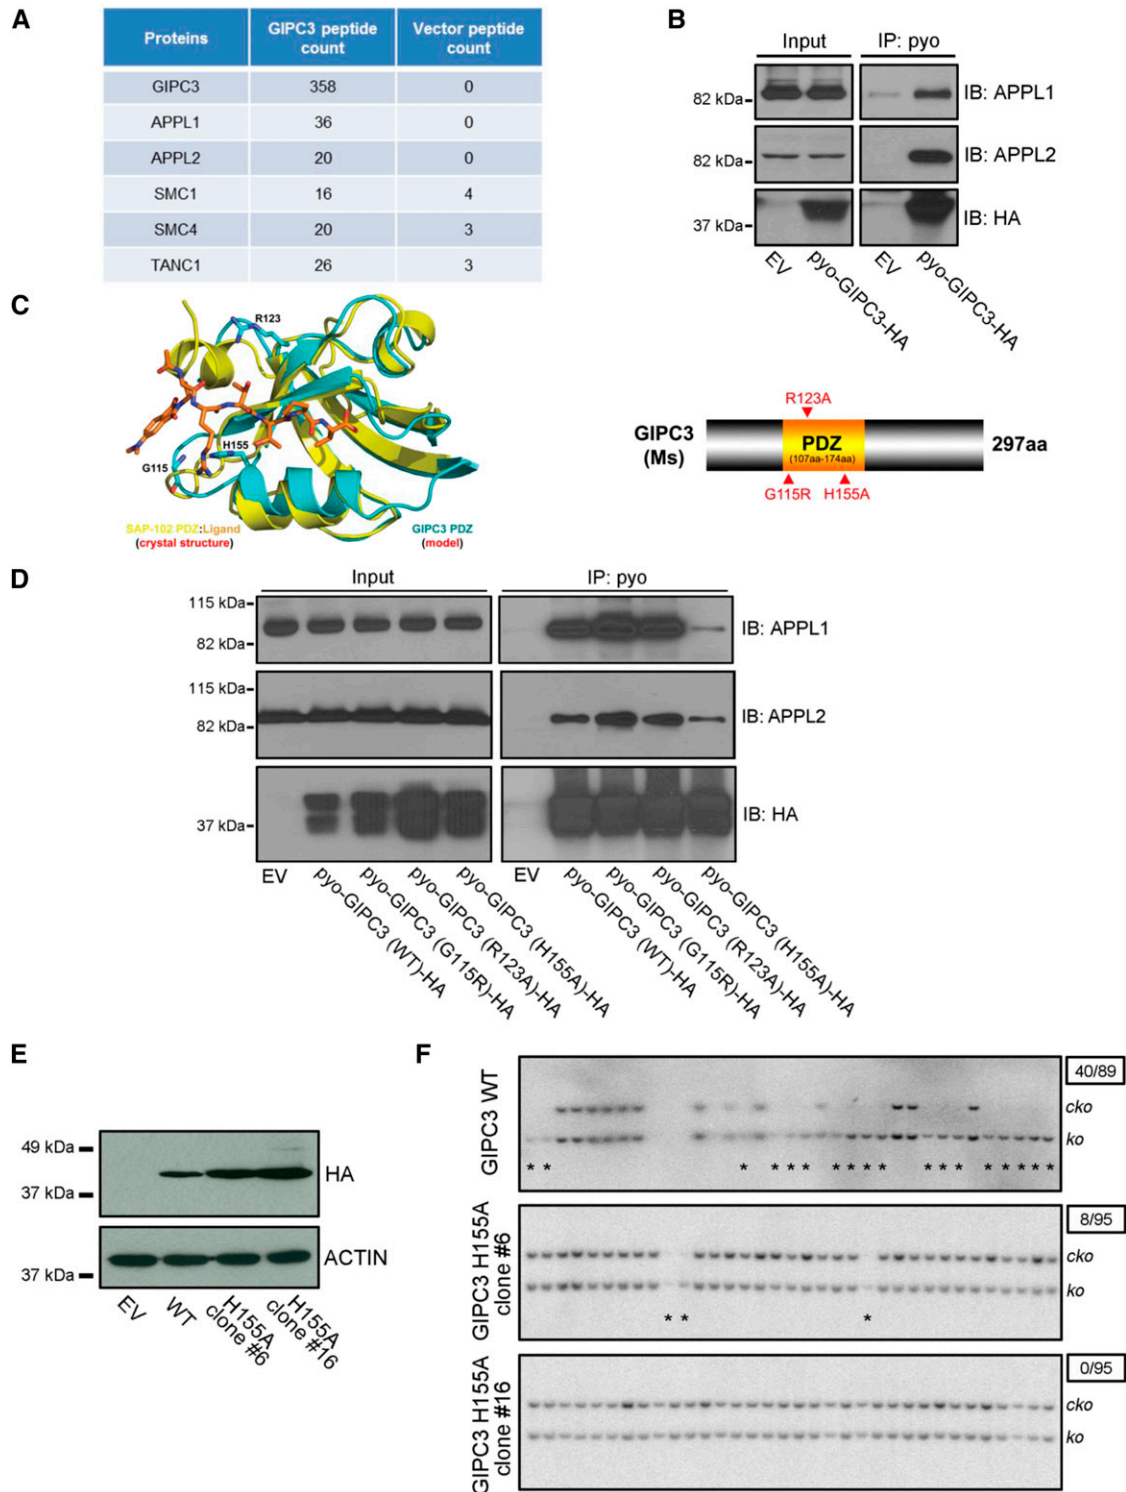 A
Proteins GIPC3 peptide count Vector peptide count
GIPC3 358 0
APPL1 36 0
APPL2 20 0
SMC1 16 4
SMC4 20 3
TANC1 26 3
B
Input IP: pyo
82 kDa IB: APPL1
82 kDa IB: APPL2
37 kDa IB: HA
EV pyo-GIPC3-HA EV pyo-GIPC3-HA
C
R123
H155
G115
SAP-102 PDZ:Ligand
(crystal structure)
GIPC3 PDZ
(model)
R123A
GIPC3
(Ms)
PDZ
(107aa-174aa)
297aa
G115R H155A
D
Input IP: pyo
115 kDa
82 kDa
IB: APPL1
115 kDa
82 kDa
IB: APPL2
37 kDa
IB: HA
EV
pyo-GIPC3 (WT)-HA
pyo-GIPC3 (G115R)-HA
pyo-GIPC3 (R123A)-HA
pyo-GIPC3 (H155A)-HA
EV
pyo-GIPC3 (WT)-HA
pyo-GIPC3 (G115R)-HA
pyo-GIPC3 (R123A)-HA
pyo-GIPC3 (H155A)-HA
E
49 kDa
37 kDa
HA
37 kDa
ACTIN
EV
WT
H155A
clone #6
H155A
clone #16
F
GIPC3 WT
40/89
cko
ko
* * * * * * * * * * * * * * * * * *
GIPC3 H155A
clone #6
8/95
cko
ko
* * *
GIPC3 H155A
clone #16
0/95
cko
ko